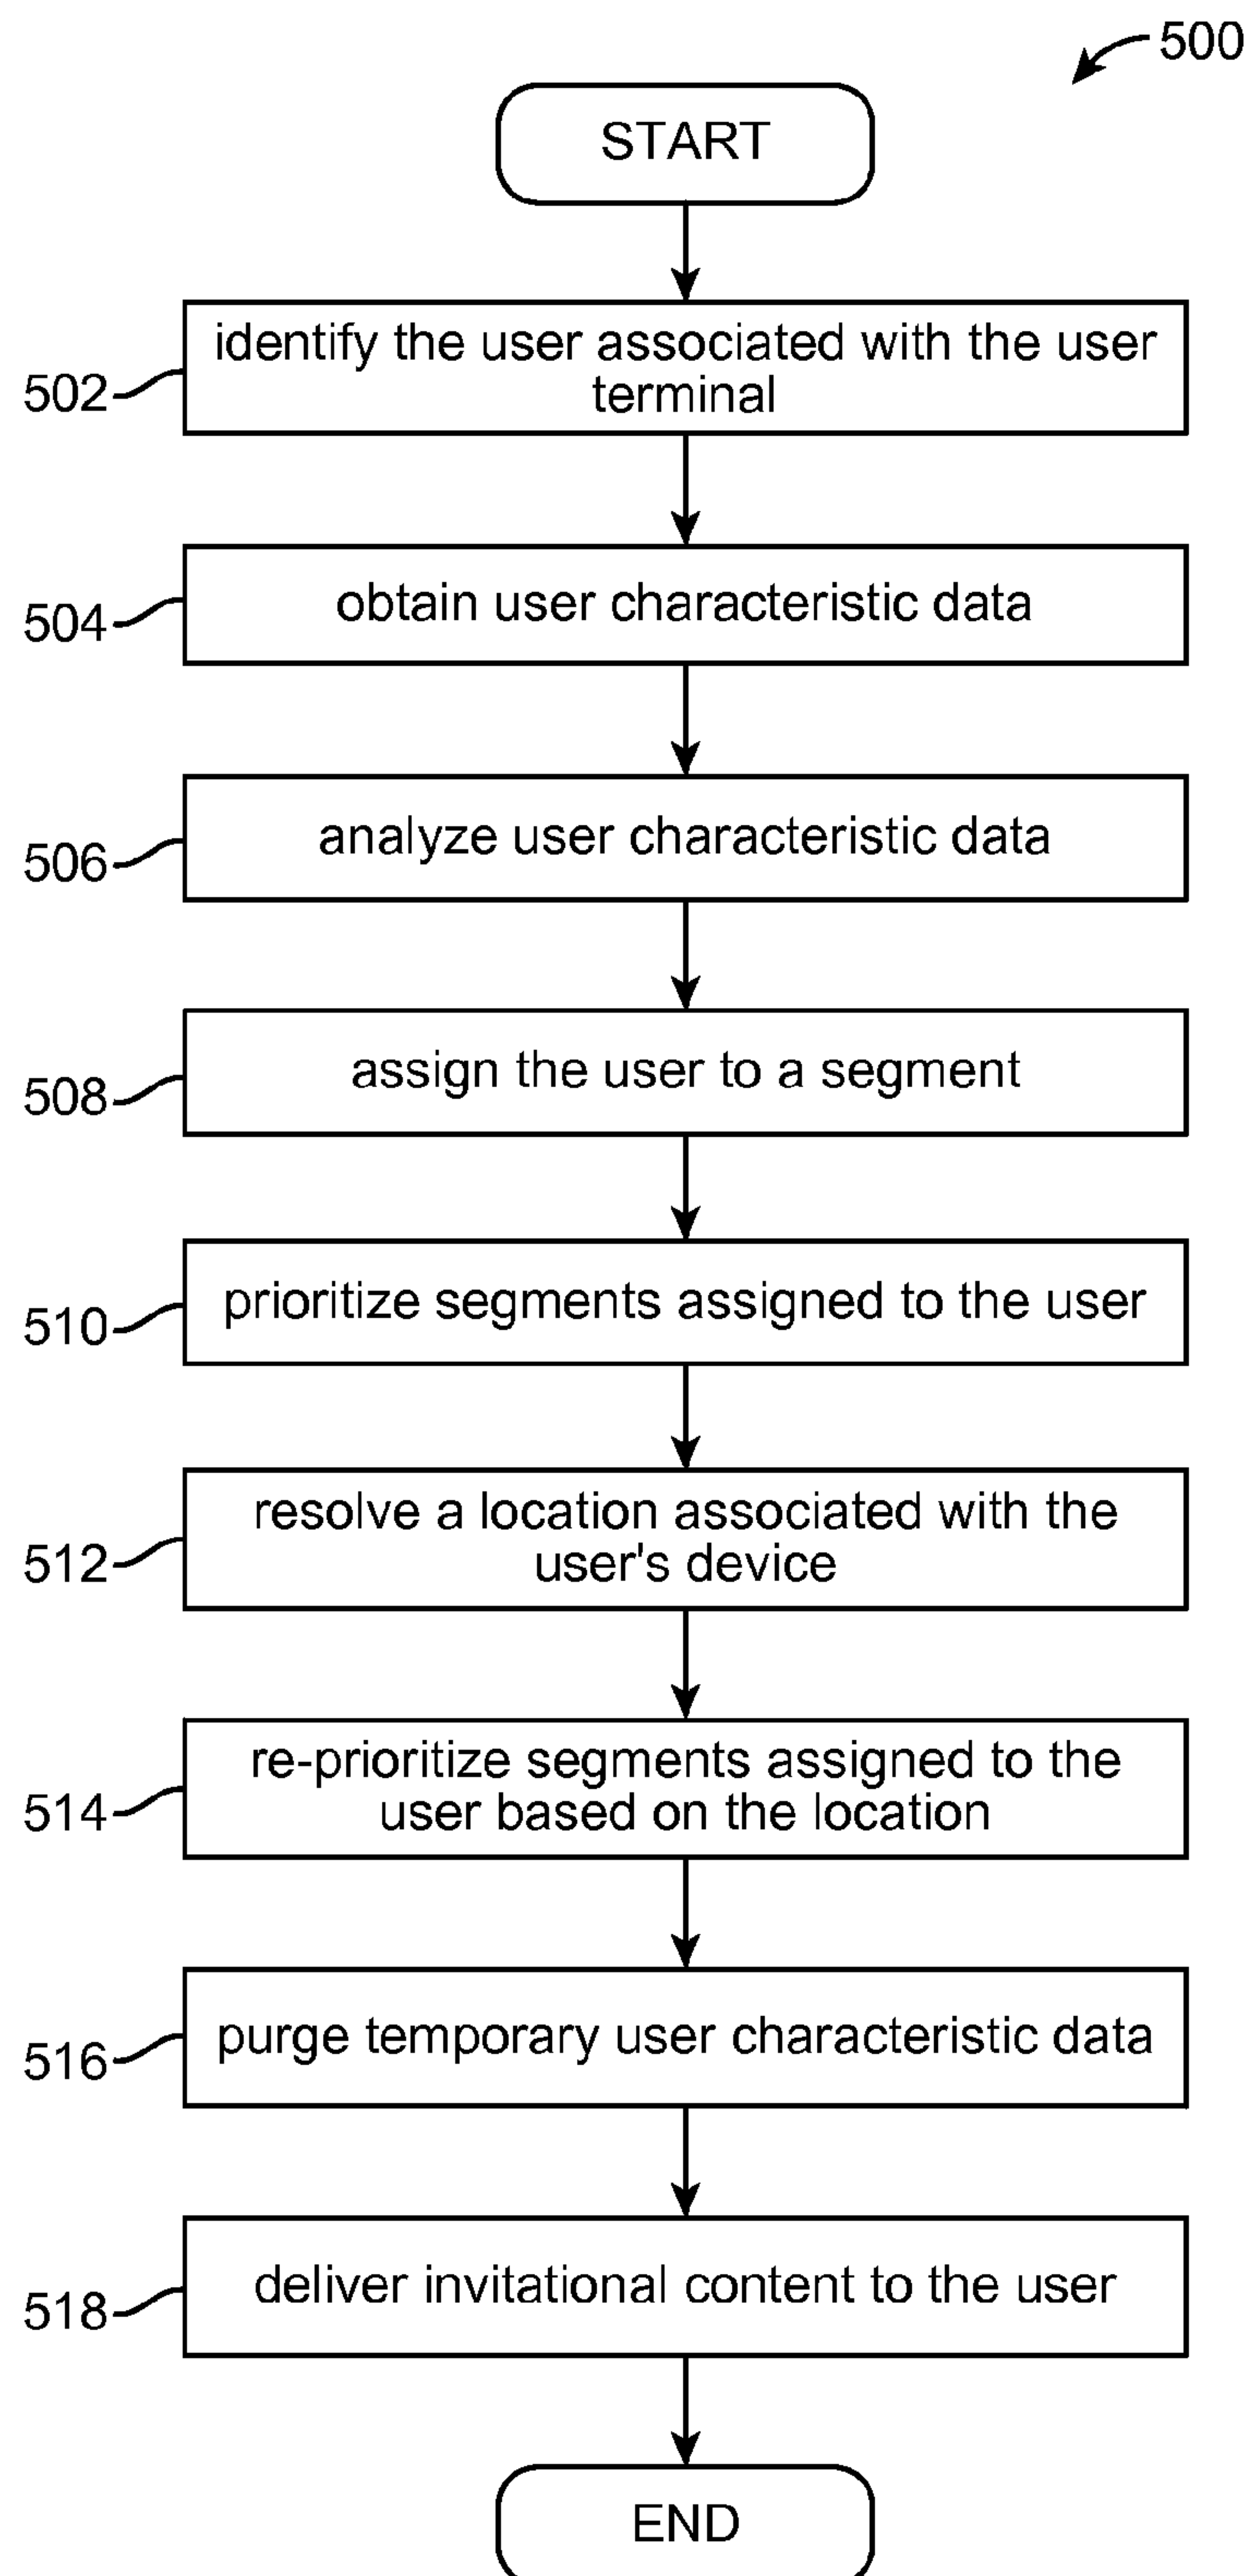 500
START
identify the user associated with the user
terminal
502
obtain user characteristic data
504
analyze user characteristic data
506
assign the user to a segment
508
prioritize segments assigned to the user
510
resolve a location associated with the
user's device
512
re-prioritize segments assigned to the
user based on the location
514
purge temporary user characteristic data
516
deliver invitational content to the user
518
END